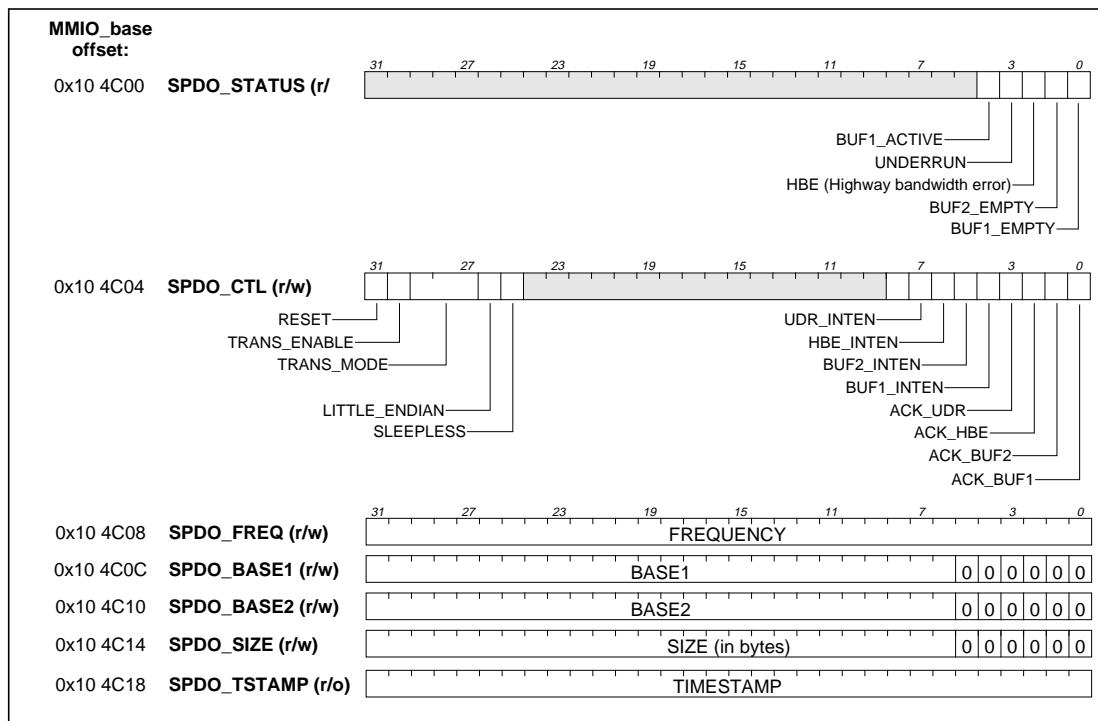 MMIO_base
offset:
31 27 23 19 15 11 7 3 0
0x10 4C00 SPDO_STATUS (r/
BUF1_ACTIVE
UNDERRUN
HBE (Highway bandwidth error)
BUF2_EMPTY
BUF1_EMPTY
31 27 23 19 15 11 7 3 0
0x10 4C04 SPDO_CTL (r/w)
RESET UDR_INTEN
TRANS_ENABLE HBE_INTEN
TRANS_MODE BUF2_INTEN
BUF1_INTEN
LITTLE_ENDIAN ACK_UDR
SLEEPLESS ACK_HBE
ACK_BUF2
ACK_BUF1
31 27 23 19 15 11 7 3 0
0x10 4C08 SPDO_FREQ (r/w) FREQUENCY
0x10 4C0C SPDO_BASE1 (r/w) BASE1 0 0 0 0 0 0
0x10 4C10 SPDO_BASE2 (r/w) BASE2 0 0 0 0 0 0
0x10 4C14 SPDO_SIZE (r/w) SIZE (in bytes) 0 0 0 0 0 0
0x10 4C18 SPDO_TSTAMP (r/o) TIMESTAMP